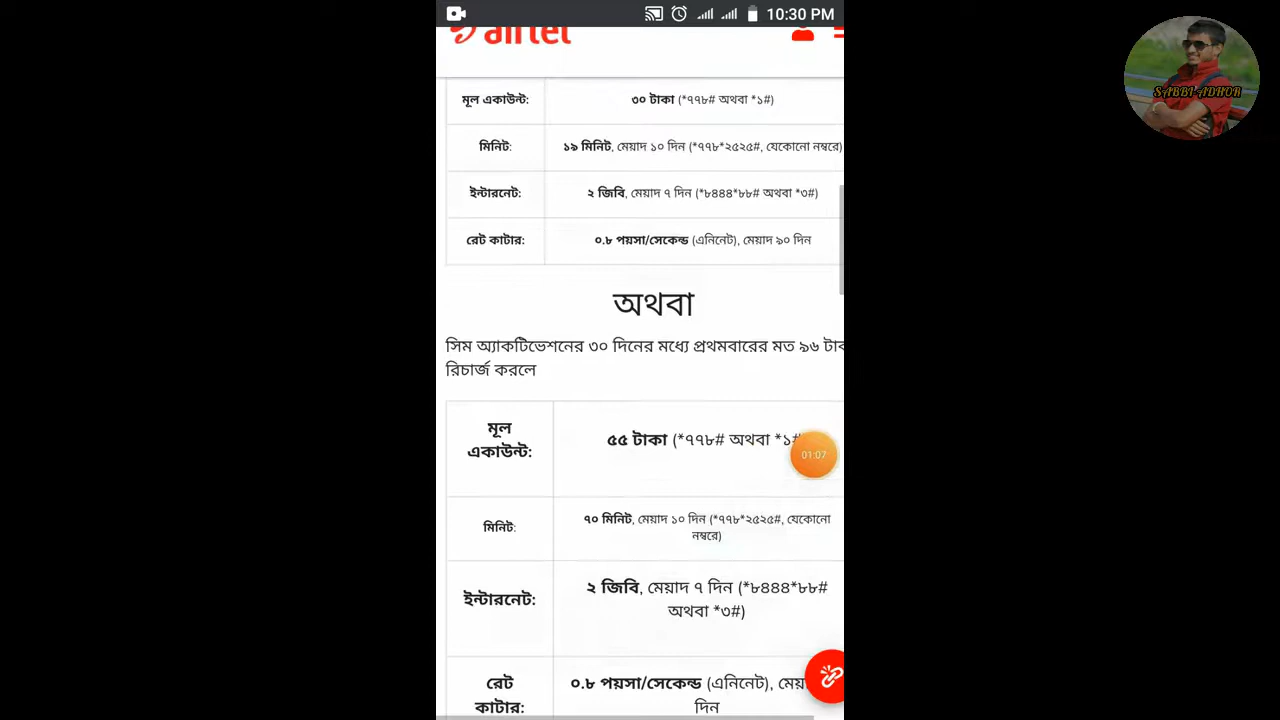 10:30 PM
airtel
SABBI ADHOR
মূল একাউন্ট: ৩০ টাকা (*৭৭৮# অথবা *১#)
মিনিট: ১৯ মিনিট, মেয়াদ ১০ দিন (*৭৭৮*২৫২৫#, যেকোনো নম্বরে)
ইন্টারনেট: ২ জিবি, মেয়াদ ৭ দিন (*৮৪৪৪*৮৮# অথবা *৩#)
রেট কাটার: ০.৮ পয়সা/সেকেন্ড (এনিনেট), মেয়াদ ৯০ দিন
অথবা
সিম অ্যাকটিভেশনের ৩০ দিনের মধ্যে প্রথমবারের মত ৯৬
রিচার্জ করলে
মূল
একাউন্ট:
৫৫ টাকা (*৭৭৮# অথবা *১#
01:07
মিনিট:
৭০ মিনিট, মেয়াদ ১০ দিন (*৭৭৮*২৫২৫#, যেকোনো
নম্বরে)
ইন্টারনেট:
২ জিবি, মেয়াদ ৭ দিন (*৮৪৪৪*৮৮#
অথবা *৩#)
রেট
কাটার:
০.৮ পয়সা/সেকেন্ড (এনিনেট),
দিন